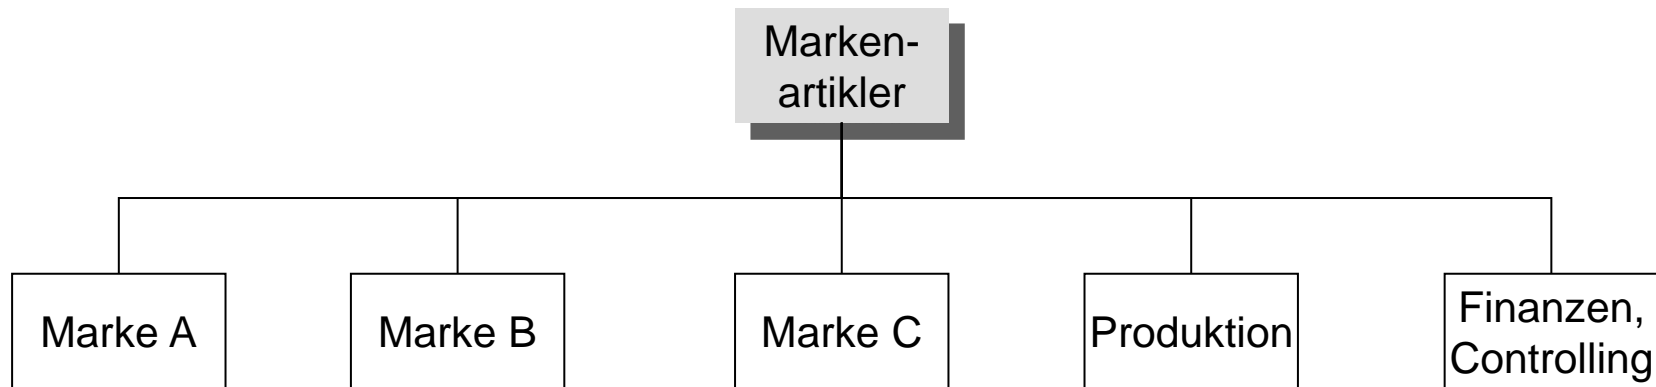 Marken-
artikler
Marke A
Marke B
Marke C
Produktion
Finanzen,
Controlling